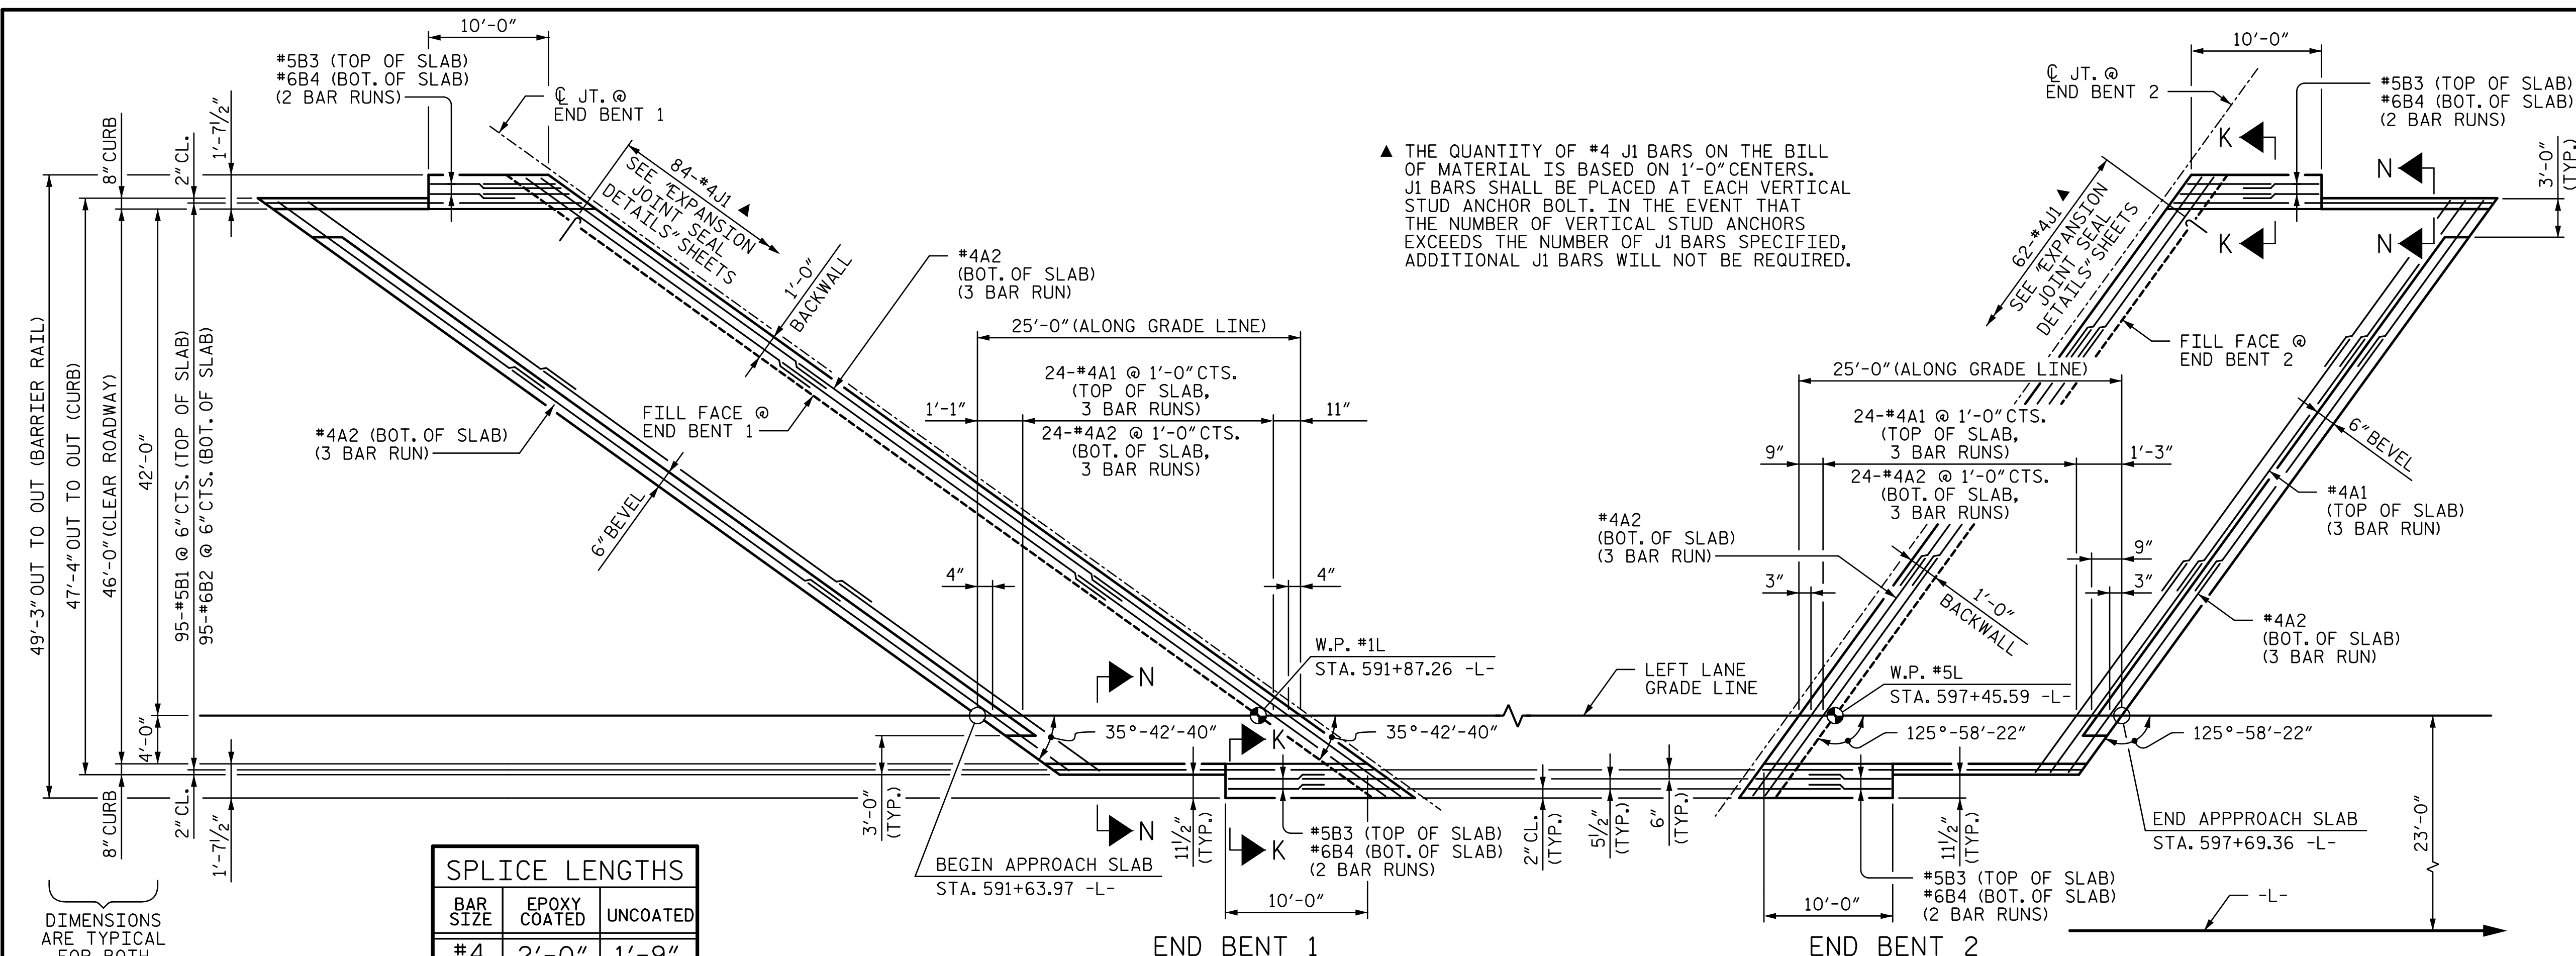 10'-0"
#5B3 (TOP OF SLAB)
#6B4 (BOT. OF SLAB)
(2 BAR RUNS)
℄ JT. @
END BENT 1
8" CURB
2" CL.
1'-7 1/2"
84-#4J1 ▲
SEE "EXPANSION
JOINT SEAL
DETAILS" SHEETS
1'-0"
BACKWALL
#4A2
(BOT. OF SLAB)
(3 BAR RUN)
49'-3" OUT TO OUT (BARRIER RAIL)
47'-4" OUT TO OUT (CURB)
46'-0" (CLEAR ROADWAY)
42'-0"
95-#5B1 @ 6" CTS. (TOP OF SLAB)
95-#6B2 @ 6" CTS. (BOT. OF SLAB)
4'-0"
8" CURB
2" CL.
1'-7 1/2"
#4A2 (BOT. OF SLAB)
(3 BAR RUN)
6" BEVEL
FILL FACE @
END BENT 1
25'-0" (ALONG GRADE LINE)
24-#4A1 @ 1'-0" CTS.
(TOP OF SLAB,
3 BAR RUNS)
1'-1"
11"
24-#4A2 @ 1'-0" CTS.
(BOT. OF SLAB,
3 BAR RUNS)
4"
4"
W.P. #1L
STA. 591+87.26 -L-
N
35°-42'-40"
K
35°-42'-40"
3'-0"
(TYP.)
N
11 1/2"
(TYP.)
K
#5B3 (TOP OF SLAB)
#6B4 (BOT. OF SLAB)
(2 BAR RUNS)
BEGIN APPROACH SLAB
STA. 591+63.97 -L-
10'-0"
END BENT 1
DIMENSIONS
ARE TYPICAL
FOR BOTH
SPLICE LENGTHS
BAR SIZE EPOXY COATED UNCOATED
#4 2'-0" 1'-9"
▲ THE QUANTITY OF #4 J1 BARS ON THE BILL
OF MATERIAL IS BASED ON 1'-0" CENTERS.
J1 BARS SHALL BE PLACED AT EACH VERTICAL
STUD ANCHOR BOLT. IN THE EVENT THAT
THE NUMBER OF VERTICAL STUD ANCHORS
EXCEEDS THE NUMBER OF J1 BARS SPECIFIED,
ADDITIONAL J1 BARS WILL NOT BE REQUIRED.
10'-0"
℄ JT. @
END BENT 2
#5B3 (TOP OF SLAB)
#6B4 (BOT. OF SLAB)
(2 BAR RUNS)
K
N
3'-0"
(TYP.)
K
N
62-#4J1 ▲
SEE "EXPANSION
JOINT SEAL
DETAILS" SHEETS
FILL FACE @
END BENT 2
25'-0" (ALONG GRADE LINE)
24-#4A1 @ 1'-0" CTS.
(TOP OF SLAB,
3 BAR RUNS)
9"
1'-3"
24-#4A2 @ 1'-0" CTS.
(BOT. OF SLAB,
3 BAR RUNS)
6" BEVEL
#4A1
(TOP OF SLAB)
(3 BAR RUN)
#4A2
(BOT. OF SLAB)
(3 BAR RUN)
9"
3"
3"
1'-0"
BACKWALL
#4A2
(BOT. OF SLAB)
(3 BAR RUN)
LEFT LANE
GRADE LINE
W.P. #5L
STA. 597+45.59 -L-
125°-58'-22"
125°-58'-22"
2" CL.
(TYP.)
5 1/2"
(TYP.)
6"
(TYP.)
11 1/2"
(TYP.)
END APPPROACH SLAB
STA. 597+69.36 -L-
23'-0"
#5B3 (TOP OF SLAB)
#6B4 (BOT. OF SLAB)
(2 BAR RUNS)
10'-0"
-L-
END BENT 2